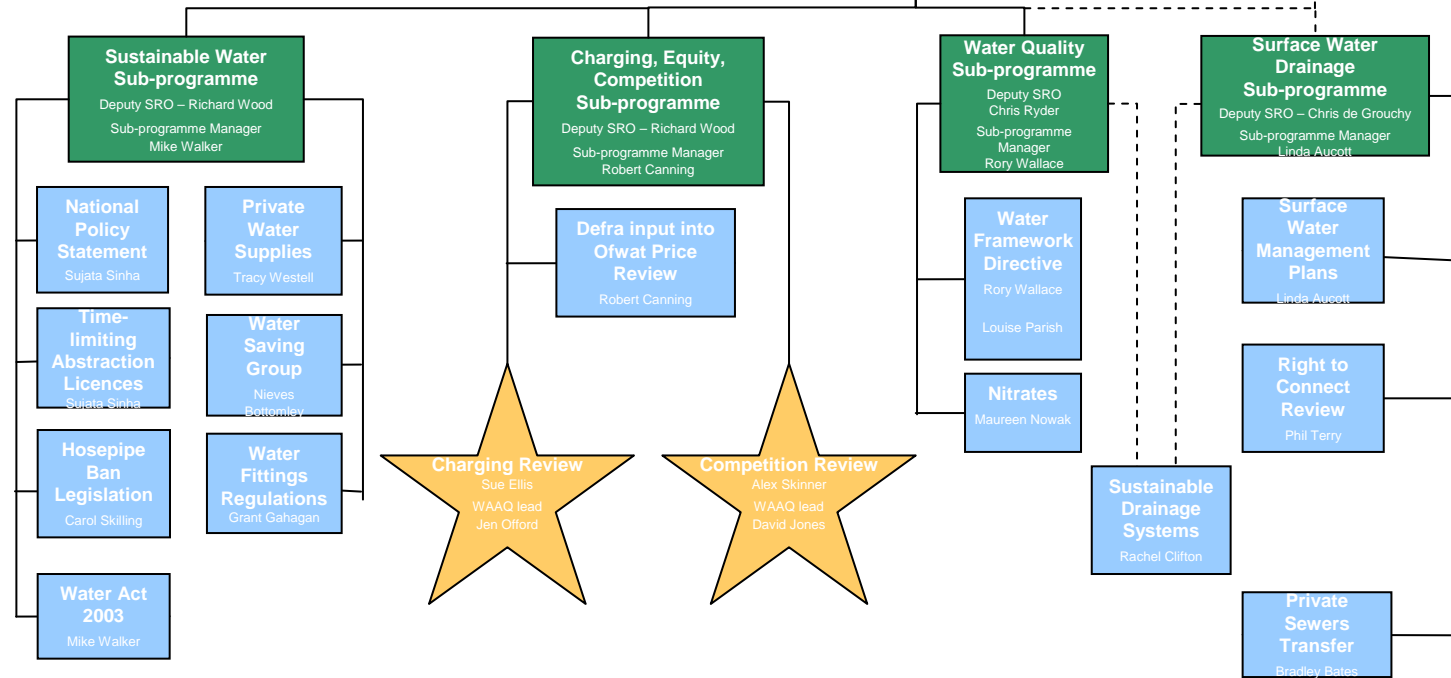 Sustainable Water
Sub-programme
Deputy SRO – Richard Wood
Sub-programme Manager
Mike Walker
Charging, Equity,
Competition
Sub-programme
Deputy SRO – Richard Wood
Sub-programme Manager
Robert Canning
Water Quality
Sub-programme
Deputy SRO
Chris Ryder
Sub-programme
Manager
Rory Wallace
Surface Water
Drainage
Sub-programme
Deputy SRO – Chris de Grouchy
Sub-programme Manager
Linda Aucott
National
Policy
Statement
Sujata Sinha
Private
Water
Supplies
Tracy Westell
Defra input into
Ofwat Price
Review
Robert Canning
Water
Framework
Directive
Rory Wallace
Louise Parish
Surface
Water
Management
Plans
Linda Aucott
Time-
limiting
Abstraction
Licences
Sujata Sinha
Water
Saving
Group
Nieves
Bottomley
Right to
Connect
Review
Phil Terry
Nitrates
Maureen Nowak
Hosepipe
Ban
Legislation
Carol Skilling
Water
Fittings
Regulations
Grant Gahagan
Charging Review
Sue Ellis
WAAQ lead
Jen Offord
Competition Review
Alex Skinner
WAAQ lead
David Jones
Sustainable
Drainage
Systems
Rachel Clifton
Water Act
2003
Mike Walker
Private
Sewers
Transfer
Bradley Bates